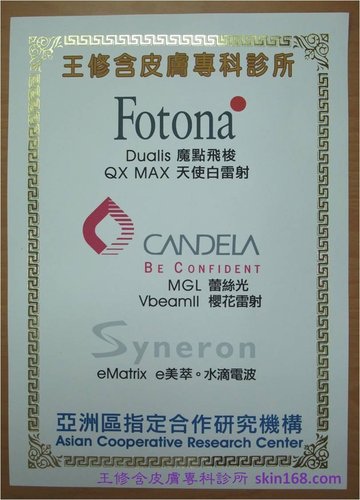 王修含皮膚專科診所
Fotona
Dualis 魔點飛梭
QX MAX 天使白雷射
CANDELA
BE CONFIDENT
MGL 蕾絲光
VbeamII 櫻花雷射
Syneron
eMatrix e美萃。水滴電波
亞洲區指定合作研究機構
Asian Cooperative Research Center
王修含皮膚專科診所 skin168.com